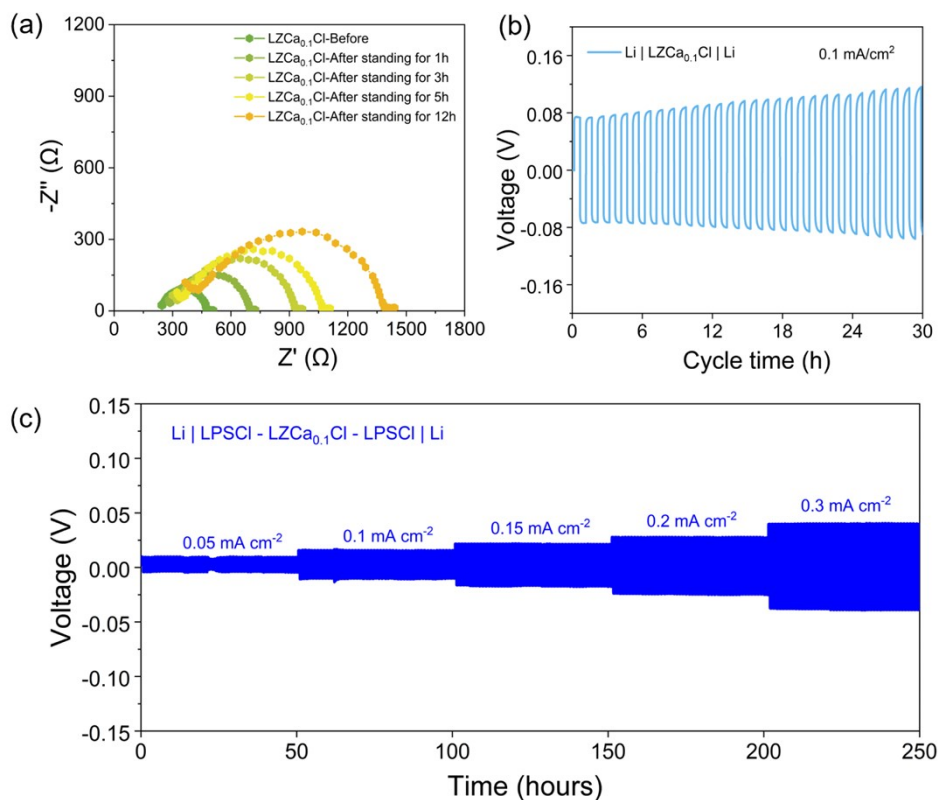 (a)
1200
900
600
300
0
-Z'' (Ω)
LZCa₀.₁Cl-Before
LZCa₀.₁Cl-After standing for 1h
LZCa₀.₁Cl-After standing for 3h
LZCa₀.₁Cl-After standing for 5h
LZCa₀.₁Cl-After standing for 12h
0 300 600 900 1200 1500 1800
Z' (Ω)
(b)
0.16
0.08
0.00
-0.08
-0.16
Voltage (V)
Li | LZCa₀.₁Cl | Li
0.1 mA/cm²
0 6 12 18 24 30
Cycle time (h)
(c)
0.15
0.10
0.05
0.00
-0.05
-0.10
-0.15
Voltage (V)
Li | LPSCl - LZCa₀.₁Cl - LPSCl | Li
0.05 mA cm⁻²
0.1 mA cm⁻²
0.15 mA cm⁻²
0.2 mA cm⁻²
0.3 mA cm⁻²
0 50 100 150 200 250
Time (hours)